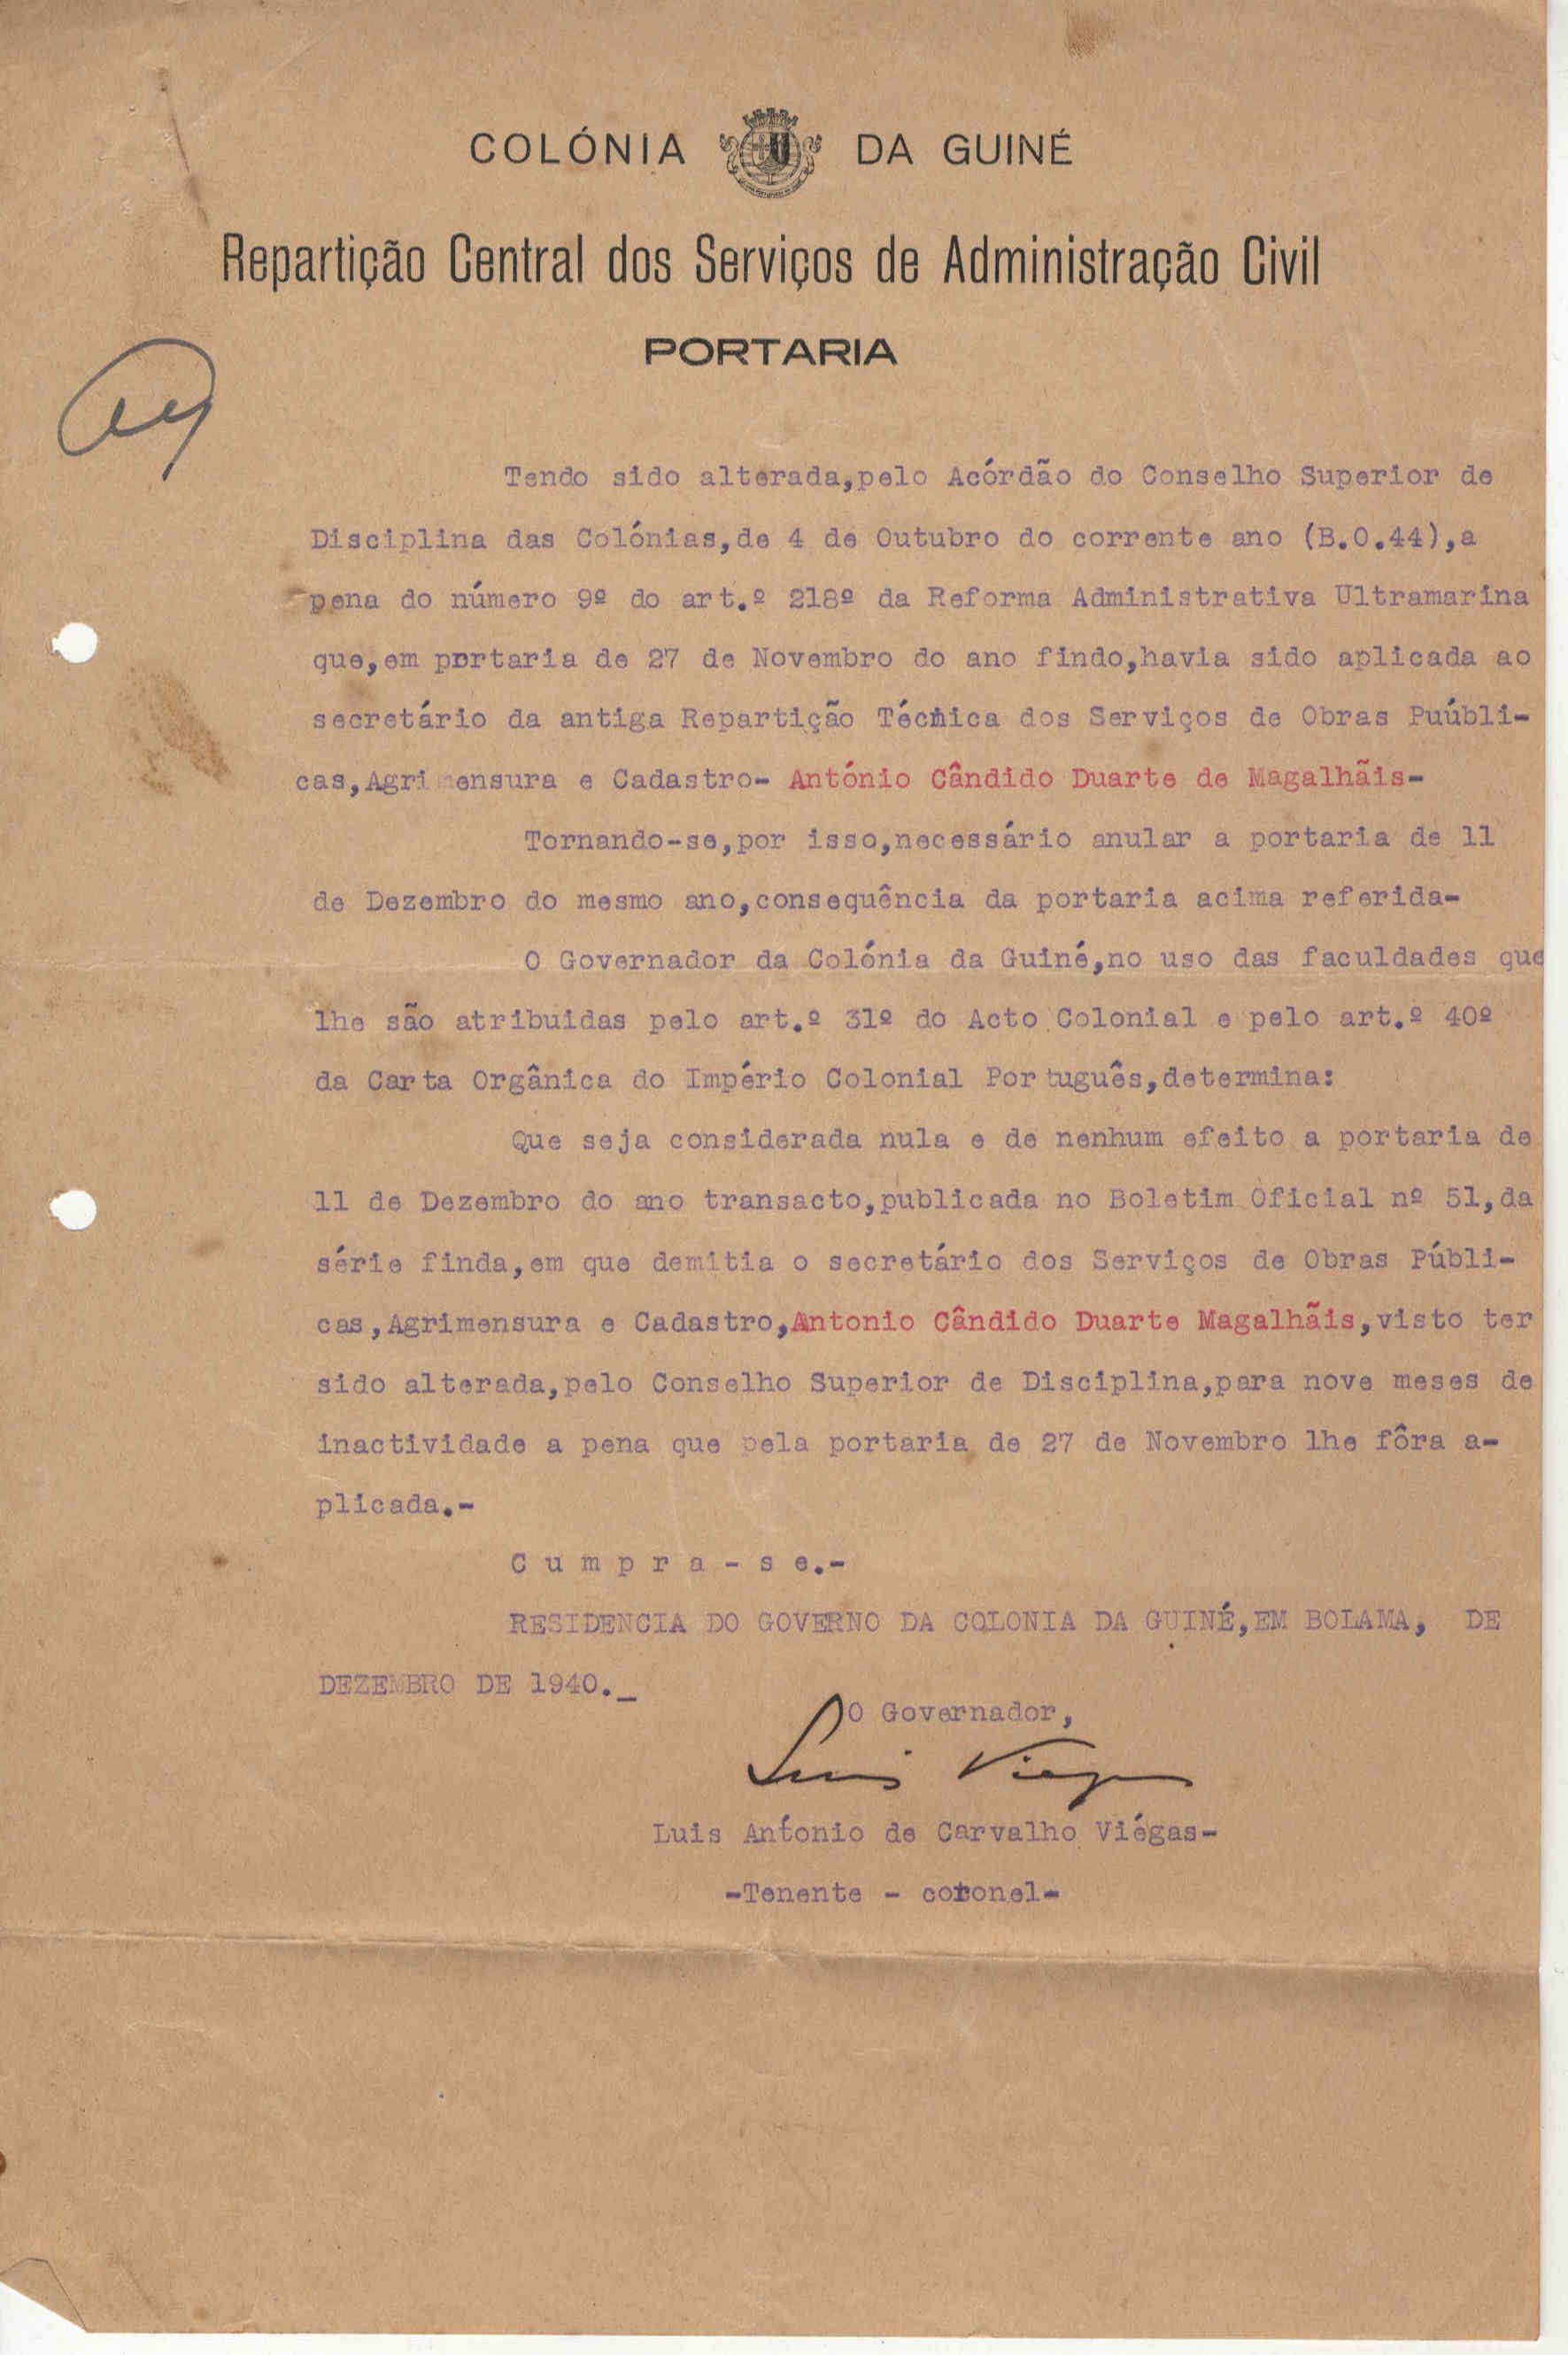 COLÓNIA DA GUINÉ
Repartição Central dos Serviços de Administração Civil
PORTARIA
Tendo sido alterada,pelo Acórdão do Conselho Superior de
Disciplina das Colónias,de 4 de Outubro do corrente ano (B.O.44),a
pena do número 9º do art.º 218º da Reforma Administrativa Ultramarina
que,em portaria de 27 de Novembro do ano findo,havia sido aplicada ao
secretário da antiga Repartição Técnica dos Serviços de Obras Puúbli-
cas,Agrimensura e Cadastro- António Cândido Duarte de Magalhãis-
Tornando-se,por isso,necessário anular a portaria de 11
de Dezembro do mesmo ano,consequência da portaria acima referida-
O Governador da Colónia da Guiné,no uso das faculdades que
lhe são atribuidas pelo art.º 31º do Acto Colonial e pelo art.º 40º
da Carta Orgânica do Império Colonial Português,determina:
Que seja considerada nula e de nenhum efeito a portaria de
11 de Dezembro do ano transacto,publicada no Boletim Oficial nº 51,da
série finda,em que demitia o secretário dos Serviços de Obras Públi-
cas,Agrimensura e Cadastro,Antonio Cândido Duarte Magalhãis,visto ter
sido alterada,pelo Conselho Superior de Disciplina,para nove meses de
inactividade a pena que pela portaria de 27 de Novembro lhe fôra a-
plicada.-
C u m p r a - s e.-
RESIDENCIA DO GOVERNO DA COLONIA DA GUINÉ,EM BOLAMA, DE
DEZEMBRO DE 1940._
O Governador,
Luis Viegas
Luis António de Carvalho Viégas-
-Tenente - coronel-